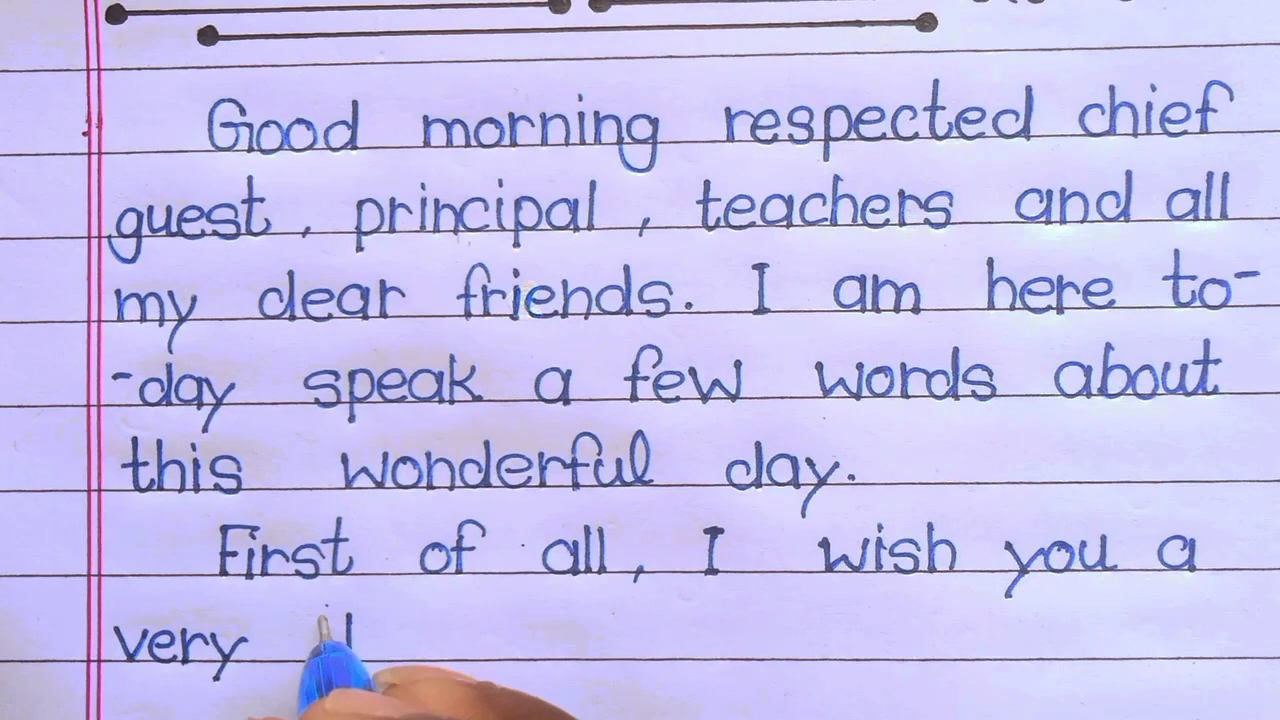 Good morning respected chief
guest, principal, teachers and all
my dear friends. I am here to-
-day speak a few words about
this wonderful day.
First of all, I wish you a
very